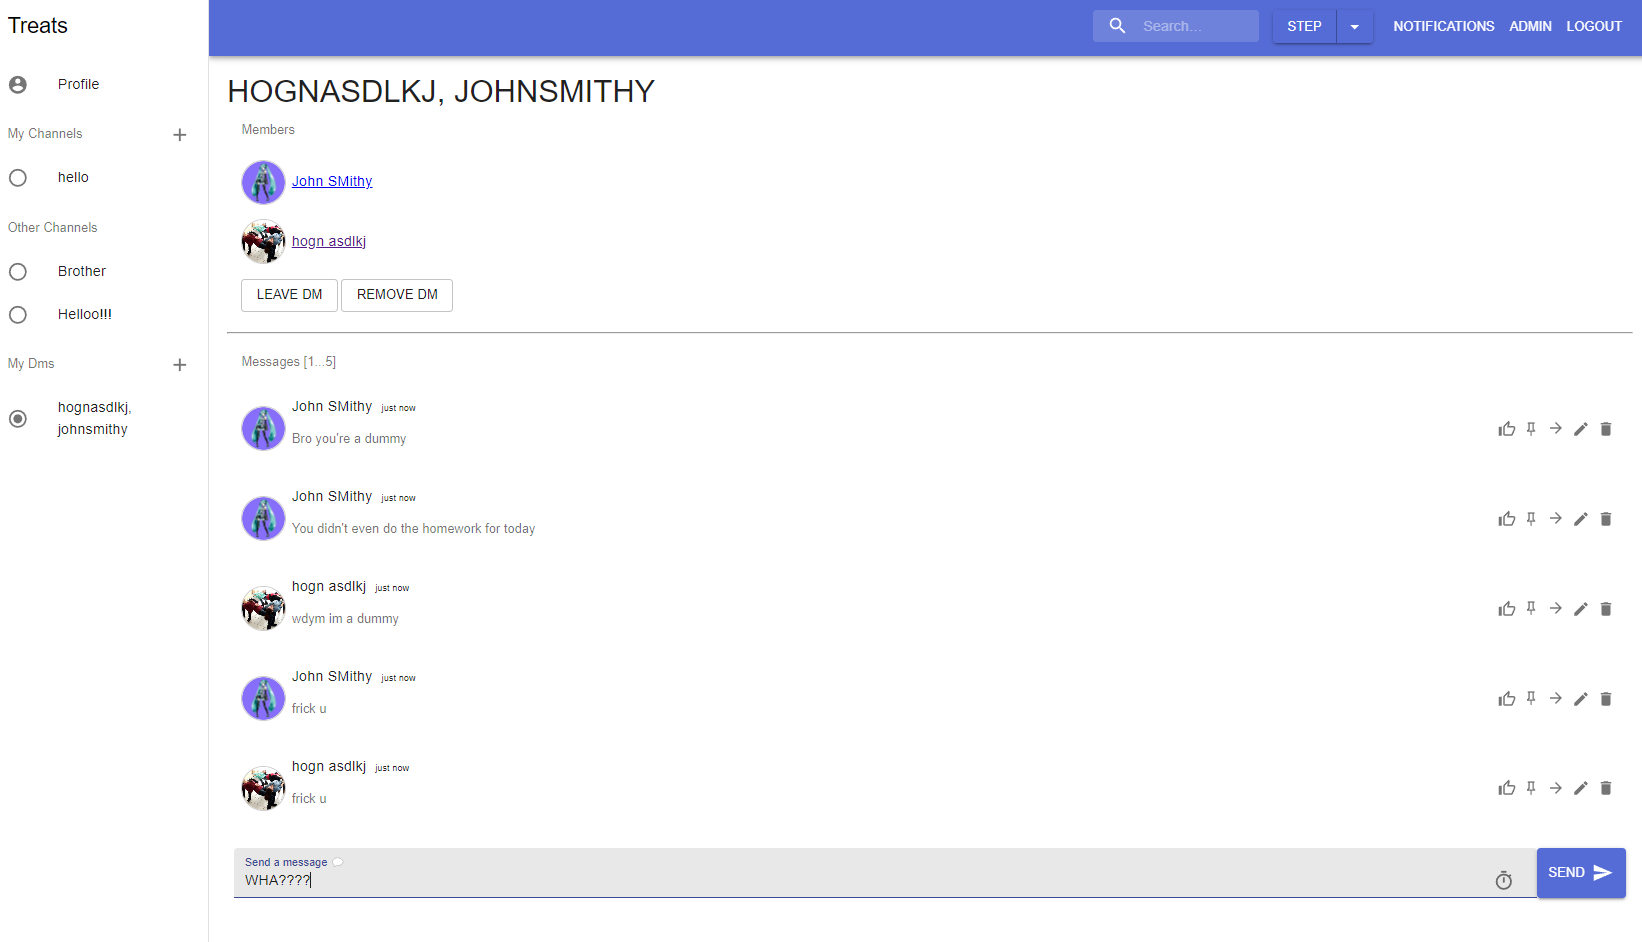 Treats
Search...
STEP
NOTIFICATIONS
ADMIN
LOGOUT
Profile
My Channels
hello
Other Channels
Brother
Helloo!!!
My Dms
hognasdlkj,
johnsmithy
HOGNASDLKJ, JOHNSMITHY
Members
John SMithy
hogn asdlkj
LEAVE DM
REMOVE DM
Messages [1...5]
John SMithy just now
Bro you're a dummy
John SMithy just now
You didn't even do the homework for today
hogn asdlkj just now
wdym im a dummy
John SMithy just now
frick u
hogn asdlkj just now
frick u
Send a message
WHA????
SEND